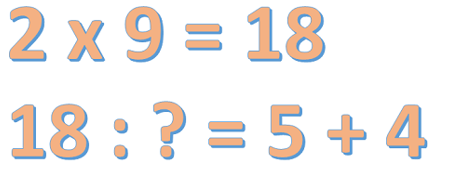 2 x 9 = 18
18 : ? = 5 + 4